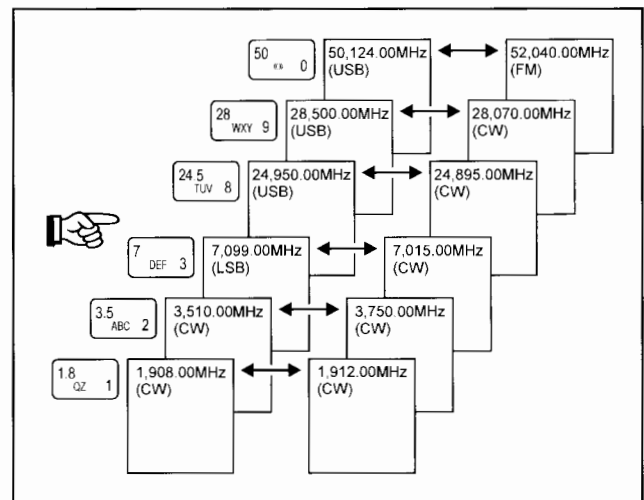 50
0
50,124.00MHz
(USB)
52,040.00MHz
(FM)
28
WXY 9
28,500.00MHz
(USB)
28,070.00MHz
(CW)
24.5
TUV 8
24,950.00MHz
(USB)
24,895.00MHz
(CW)
7
DEF 3
7,099.00MHz
(LSB)
7,015.00MHz
(CW)
3.5
ABC 2
3,510.00MHz
(CW)
3,750.00MHz
(CW)
1.8
QZ 1
1,908.00MHz
(CW)
1,912.00MHz
(CW)